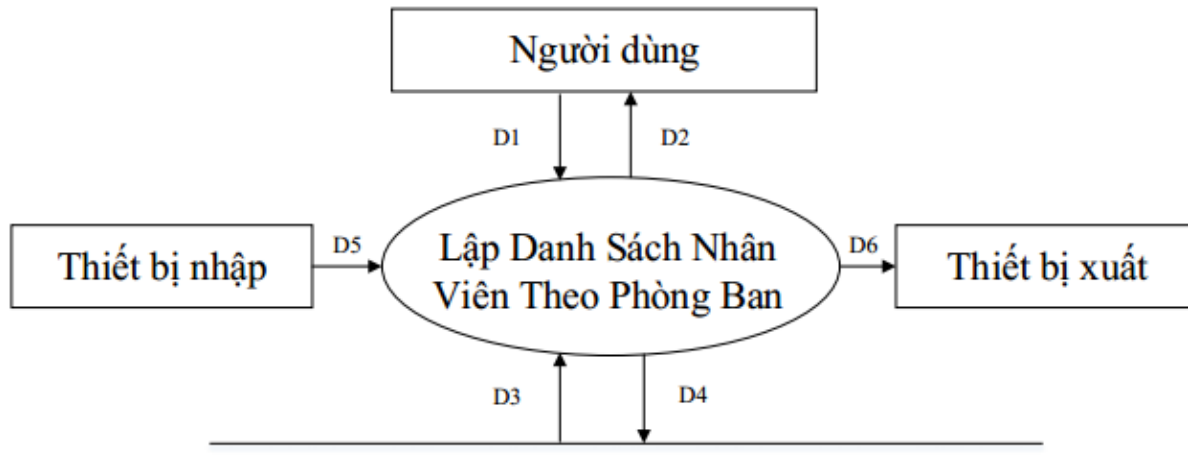 Người dùng
D1
D2
Thiết bị nhập
D5
Lập Danh Sách Nhân
Viên Theo Phòng Ban
D6
Thiết bị xuất
D3
D4